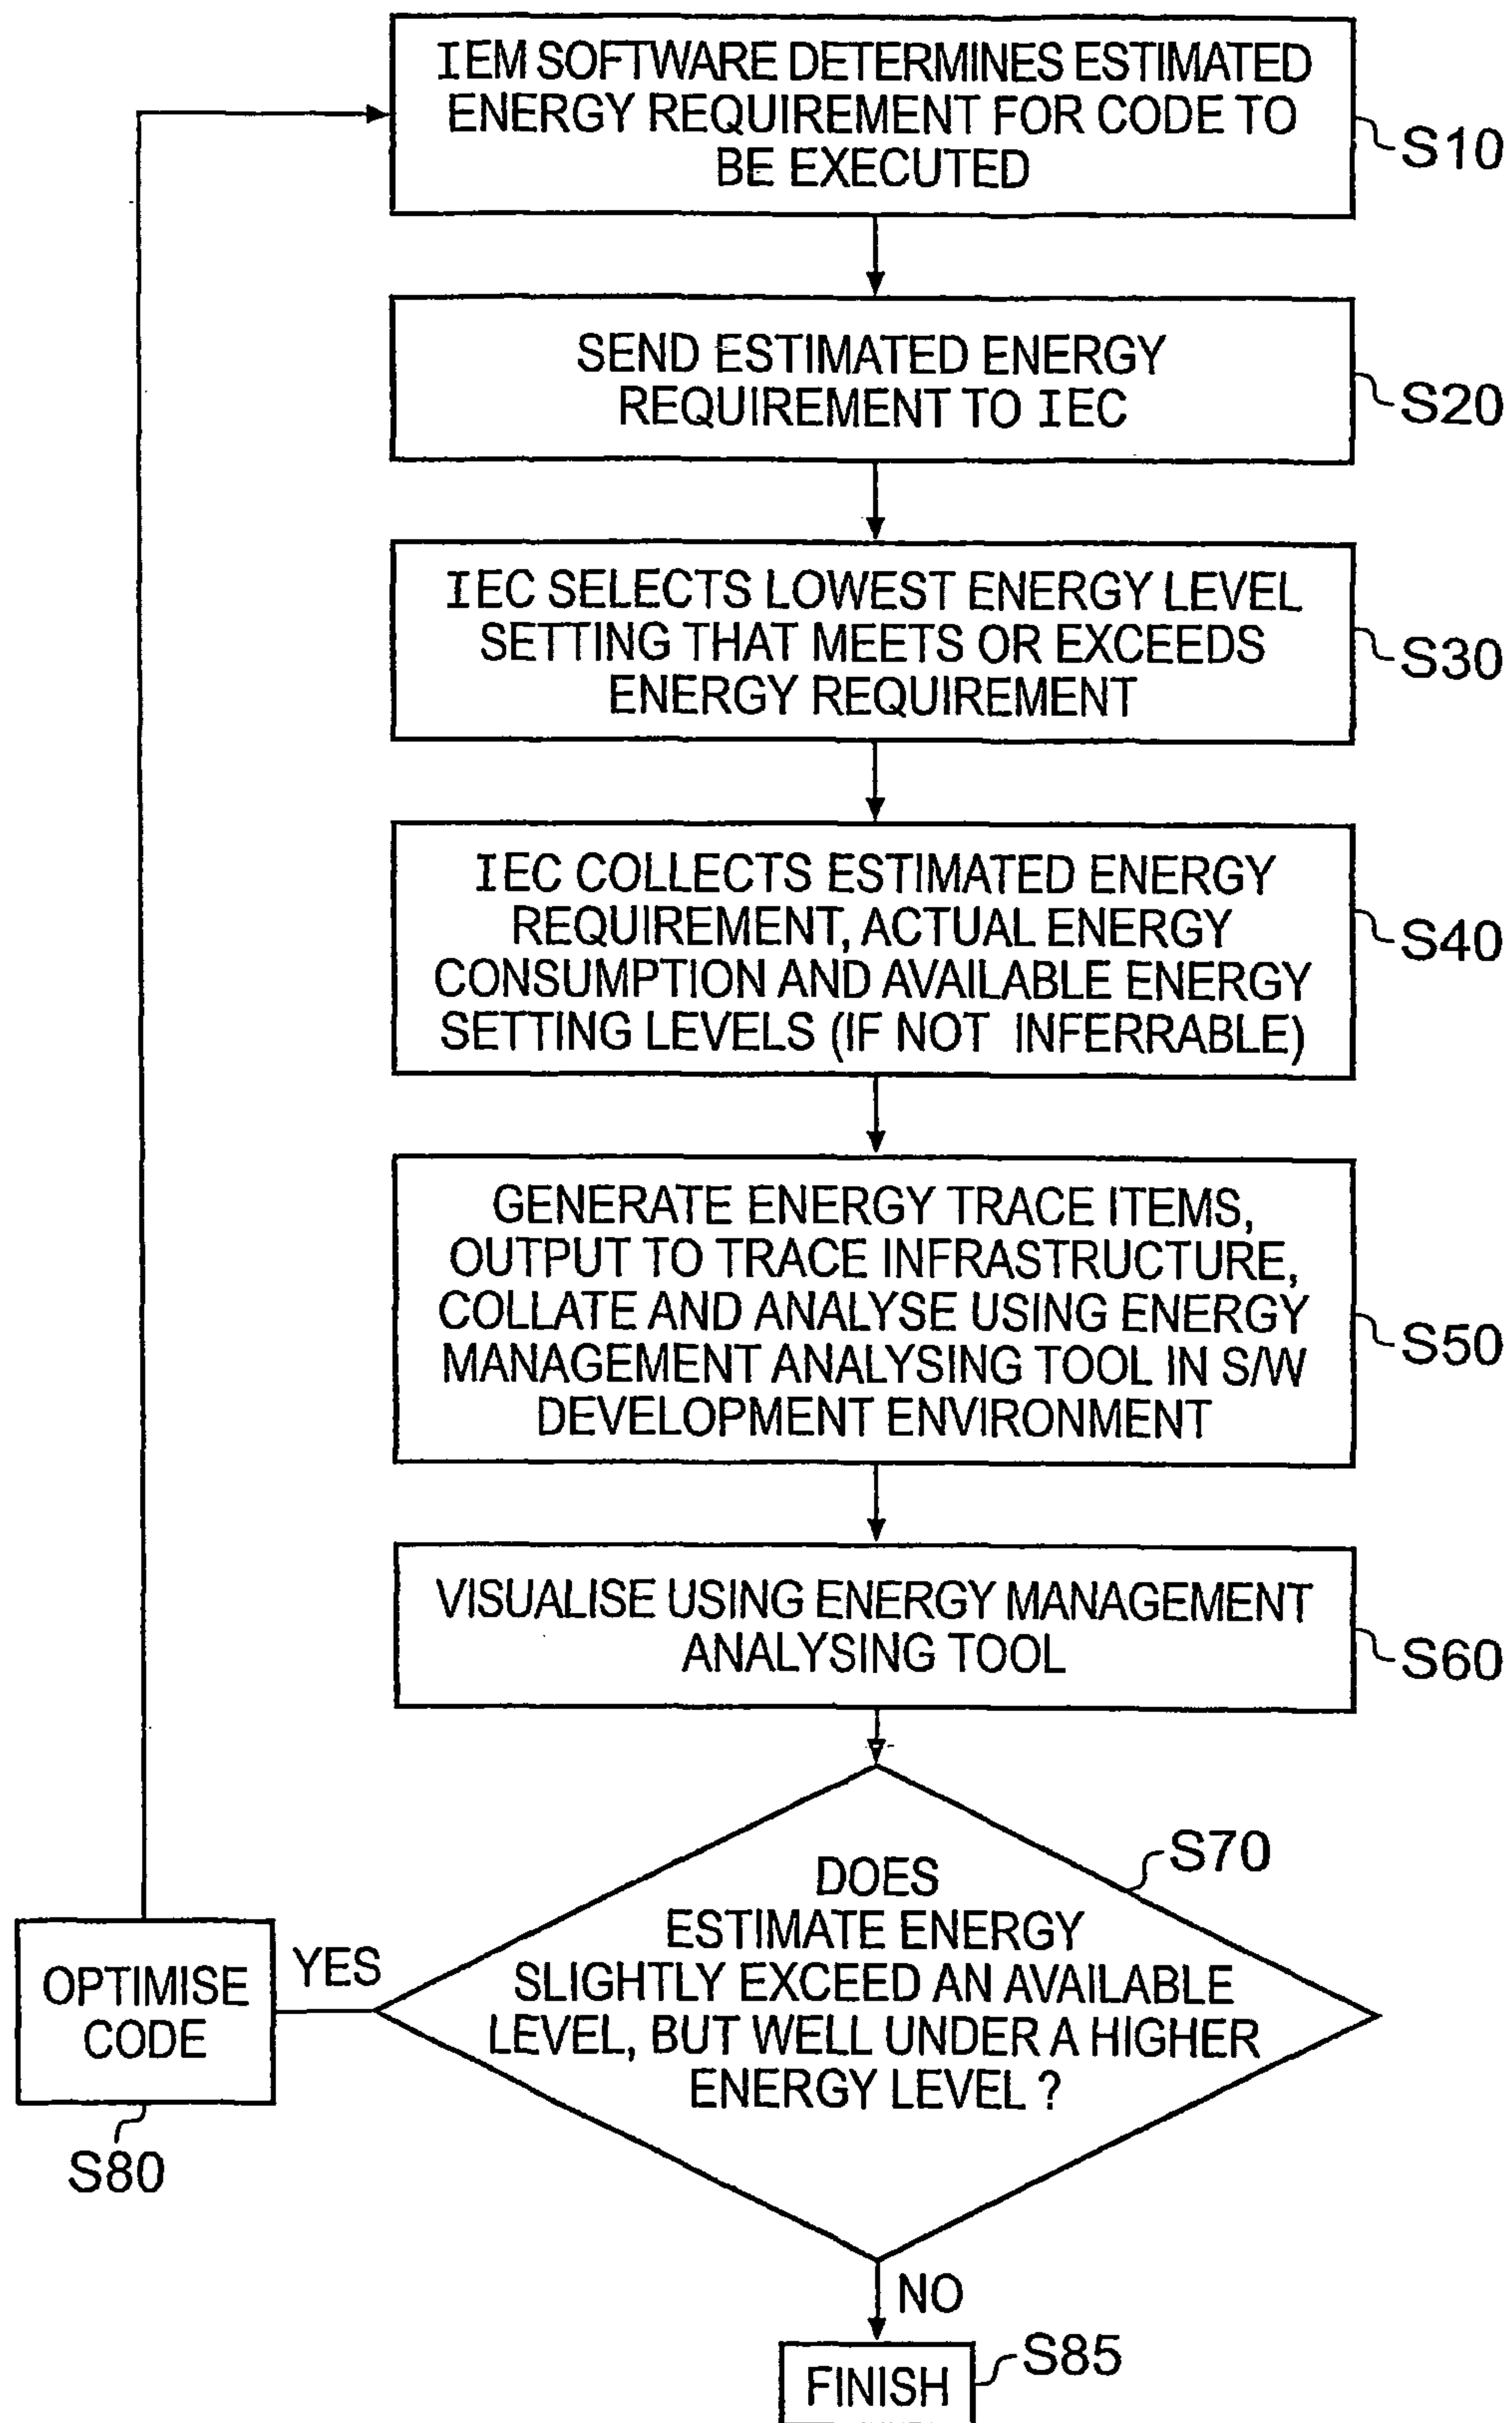 IEM SOFTWARE DETERMINES ESTIMATED
ENERGY REQUIREMENT FOR CODE TO
BE EXECUTED
S10
SEND ESTIMATED ENERGY
REQUIREMENT TO IEC
S20
IEC SELECTS LOWEST ENERGY LEVEL
SETTING THAT MEETS OR EXCEEDS
ENERGY REQUIREMENT
S30
IEC COLLECTS ESTIMATED ENERGY
REQUIREMENT, ACTUAL ENERGY
CONSUMPTION AND AVAILABLE ENERGY
SETTING LEVELS (IF NOT INFERRABLE)
S40
GENERATE ENERGY TRACE ITEMS,
OUTPUT TO TRACE INFRASTRUCTURE,
COLLATE AND ANALYSE USING ENERGY
MANAGEMENT ANALYSING TOOL IN S/W
DEVELOPMENT ENVIRONMENT
S50
VISUALISE USING ENERGY MANAGEMENT
ANALYSING TOOL
S60
DOES
ESTIMATE ENERGY
SLIGHTLY EXCEED AN AVAILABLE
LEVEL, BUT WELL UNDER A HIGHER
ENERGY LEVEL ?
S70
YES
OPTIMISE
CODE
S80
NO
FINISH
S85